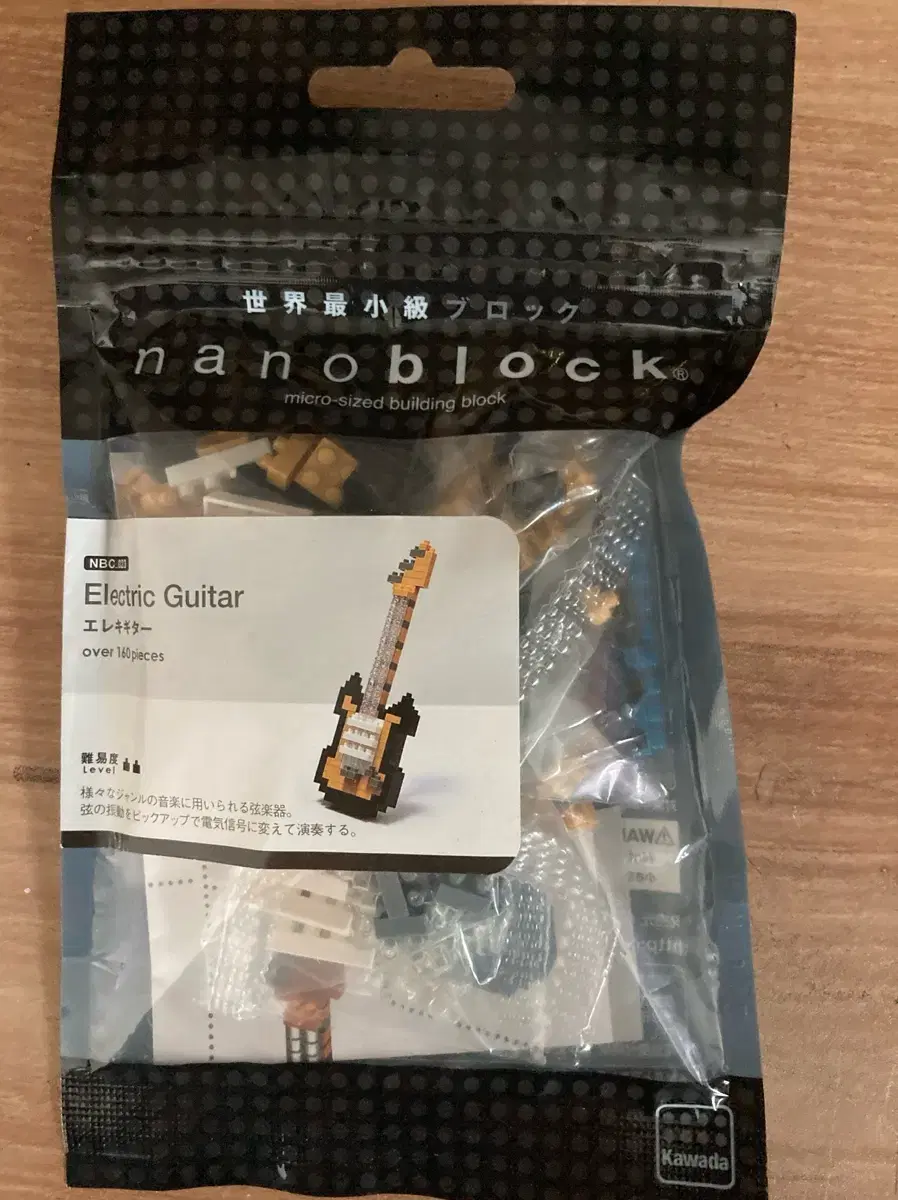 世界最小級ブロック
nanoblock®
micro-sized building block
NBC_023
Electric Guitar
エレキギター
over 160 pieces
難易度
Level
様々なジャンルの音楽に用いられる弦楽器。
弦の振動をピックアップで電気信号に変えて演奏する。
Kawada